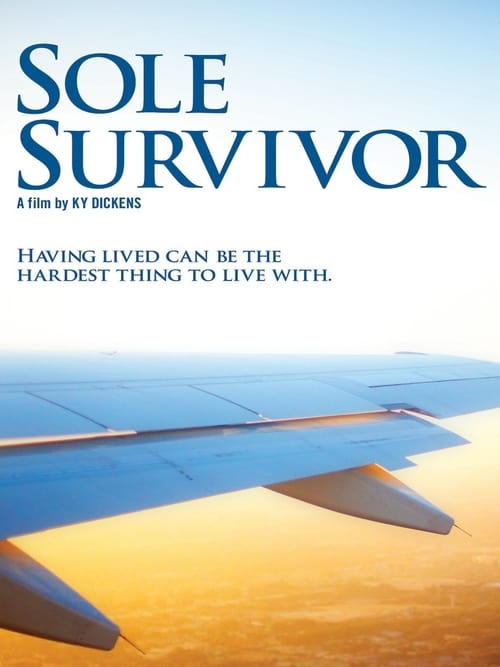 SOLE
SURVIVOR
A film by KY DICKENS
HAVING LIVED CAN BE THE
HARDEST THING TO LIVE WITH.